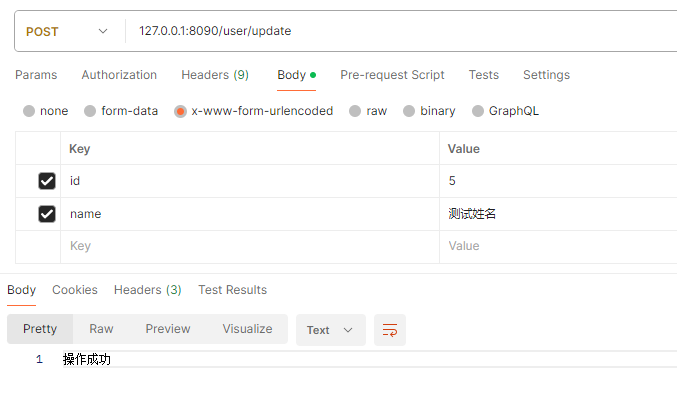 POST 127.0.0.1:8090/user/update
Params Authorization Headers (9) Body Pre-request Script Tests Settings
none form-data x-www-form-urlencoded raw binary GraphQL
Key Value
id 5
name 测试姓名
Key Value
Body Cookies Headers (3) Test Results
Pretty Raw Preview Visualize Text
1 操作成功